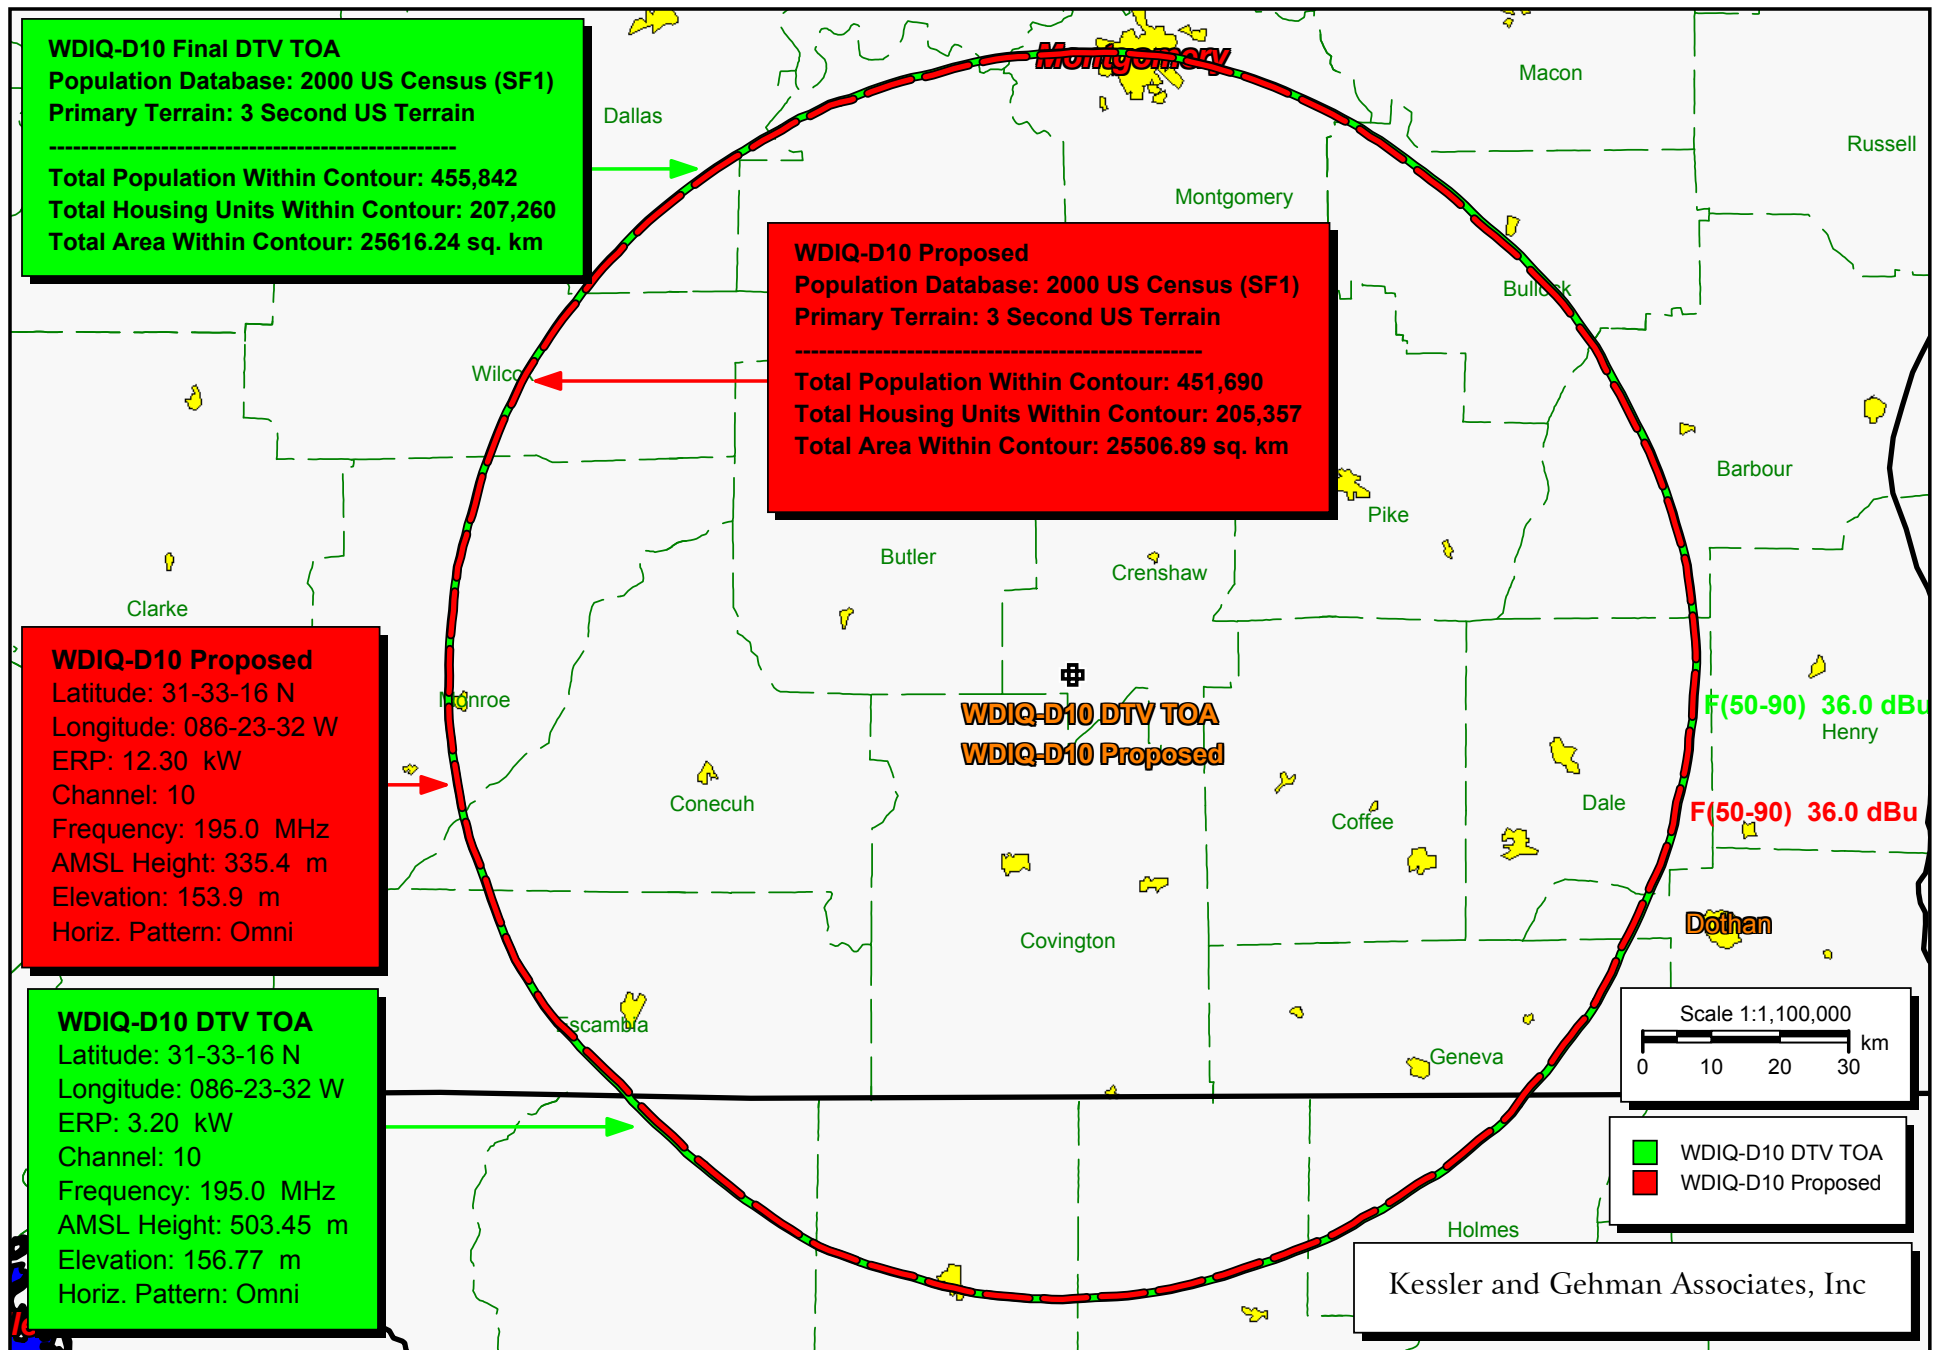 WDIQ-D10 Final DTV TOA
Population Database: 2000 US Census (SF1)
Primary Terrain: 3 Second US Terrain
---------------------------------------------------
Total Population Within Contour: 455,842
Total Housing Units Within Contour: 207,260
Total Area Within Contour: 25616.24 sq. km
Montgomery
Macon
Dallas
Russell
Montgomery
WDIQ-D10 Proposed
Population Database: 2000 US Census (SF1)
Primary Terrain: 3 Second US Terrain
---------------------------------------------------
Total Population Within Contour: 451,690
Total Housing Units Within Contour: 205,357
Total Area Within Contour: 25506.89 sq. km
Bullock
Wilcox
Barbour
Pike
Butler
Crenshaw
Clarke
WDIQ-D10 Proposed
Latitude: 31-33-16 N
Longitude: 086-23-32 W
ERP: 12.30 kW
Channel: 10
Frequency: 195.0 MHz
AMSL Height: 335.4 m
Elevation: 153.9 m
Horiz. Pattern: Omni
Monroe
WDIQ-D10 DTV TOA
WDIQ-D10 Proposed
F(50-90) 36.0 dBu
Henry
Conecuh
Coffee
Dale
F(50-90) 36.0 dBu
Covington
Dothan
Escambia
Geneva
WDIQ-D10 DTV TOA
Latitude: 31-33-16 N
Longitude: 086-23-32 W
ERP: 3.20 kW
Channel: 10
Frequency: 195.0 MHz
AMSL Height: 503.45 m
Elevation: 156.77 m
Horiz. Pattern: Omni
Scale 1:1,100,000
km
0 10 20 30
WDIQ-D10 DTV TOA
WDIQ-D10 Proposed
Holmes
Kessler and Gehman Associates, Inc